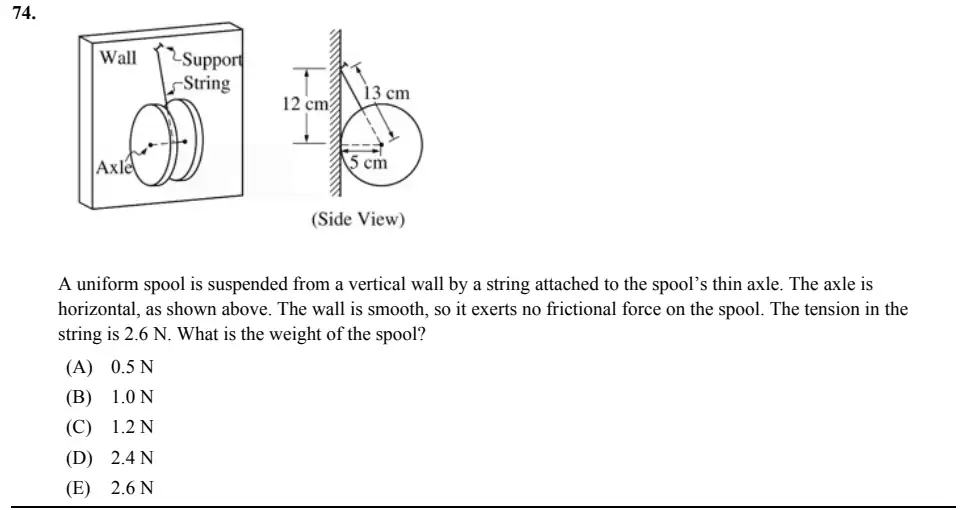 74.
Wall
Support
String
Axle
12 cm
13 cm
5 cm
(Side View)
A uniform spool is suspended from a vertical wall by a string attached to the spool’s thin axle. The axle is
horizontal, as shown above. The wall is smooth, so it exerts no frictional force on the spool. The tension in the
string is 2.6 N. What is the weight of the spool?
(A) 0.5 N
(B) 1.0 N
(C) 1.2 N
(D) 2.4 N
(E) 2.6 N